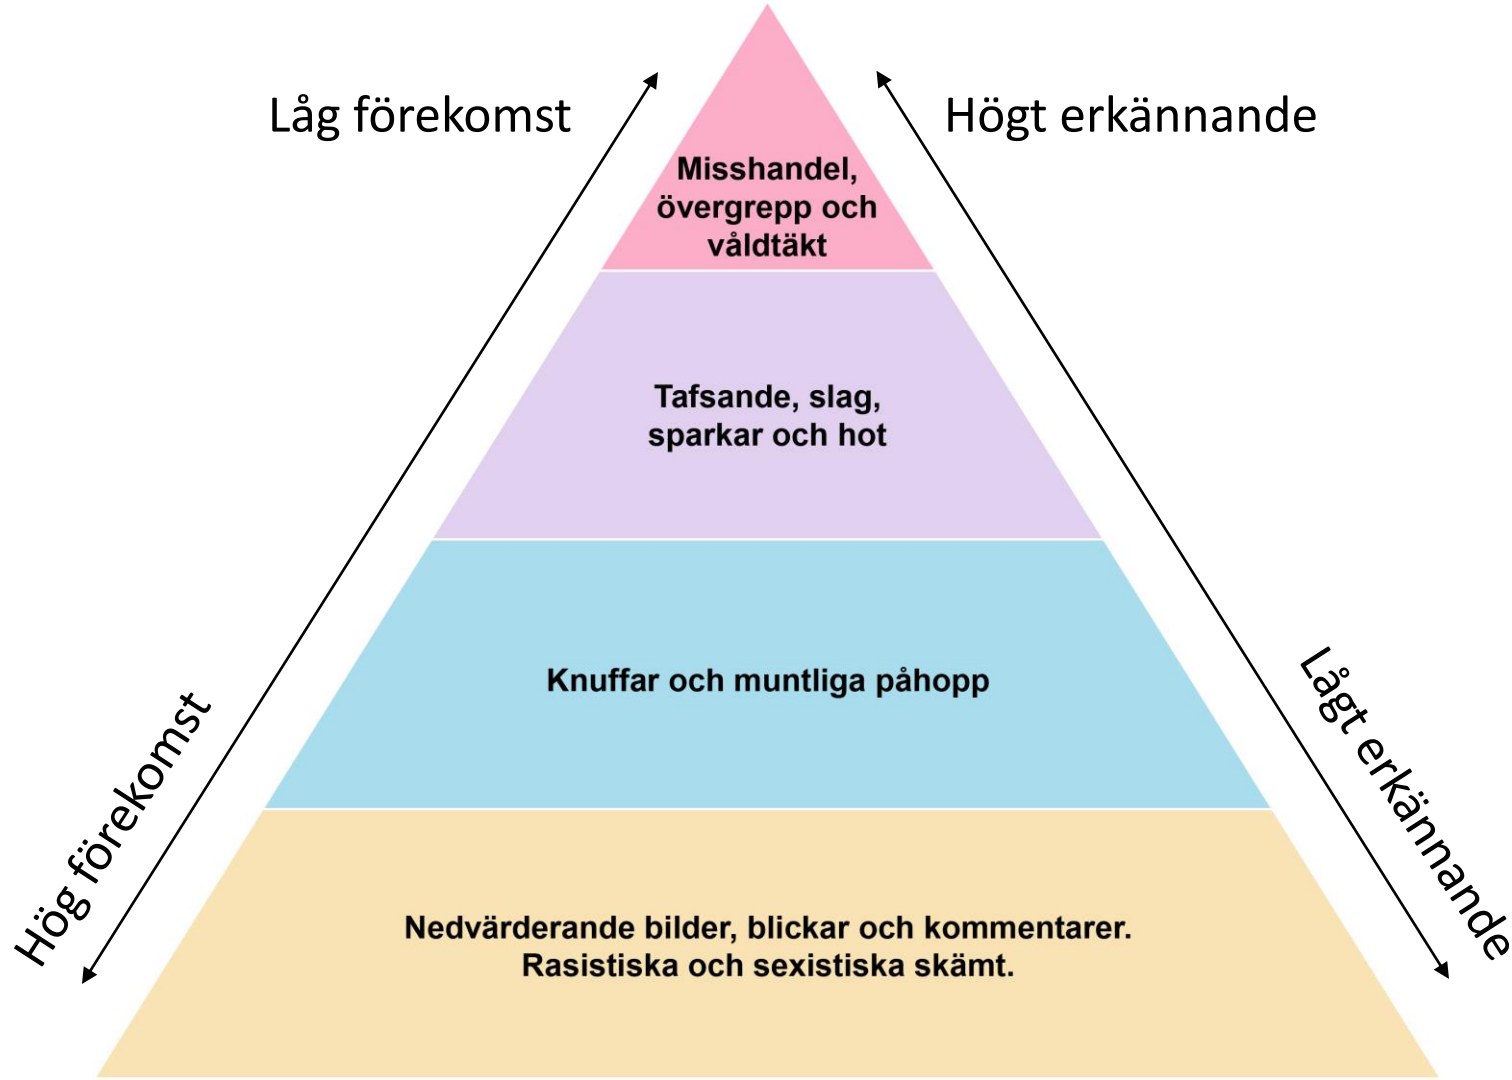 Låg förekomst
Högt erkännande
Misshandel,
övergrepp och
våldtäkt
Tafsande, slag,
sparkar och hot
Knuffar och muntliga påhopp
Hög förekomst
Lågt erkännande
Nedvärderande bilder, blickar och kommentarer.
Rasistiska och sexistiska skämt.